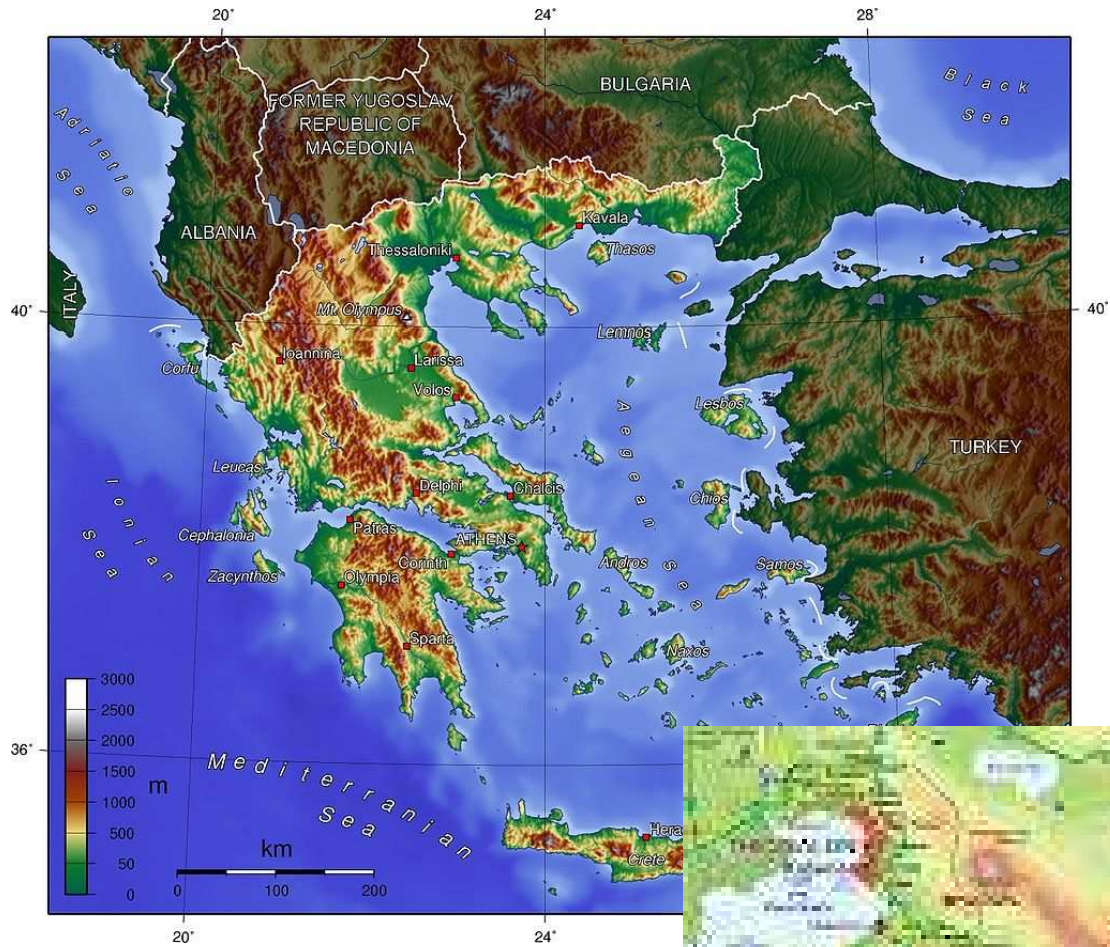 20°
24°
28°
BULGARIA
Black
Sea
FORMER YUGOSLAV
REPUBLIC OF
MACEDONIA
Adriatic
Sea
ALBANIA
Kavala
Thessaloniki
Thasos
ITALY
40°
40°
Mt. Olympus
Lemnos
Ioannina
Larissa
Corfu
Volos
Lesbos
Aegean
Sea
TURKEY
Leucas
Delphi
Chalcis
Chios
Ionian
Sea
Patras
Cephalonia
ATHENS
Corinth
Andros
Samos
Zacynthos
Olympia
Sparta
Naxos
3000
2500
2000
1500
1000
500
50
0
m
36°
Mediterranian
Sea
km
0
100
200
Crete
20°
24°